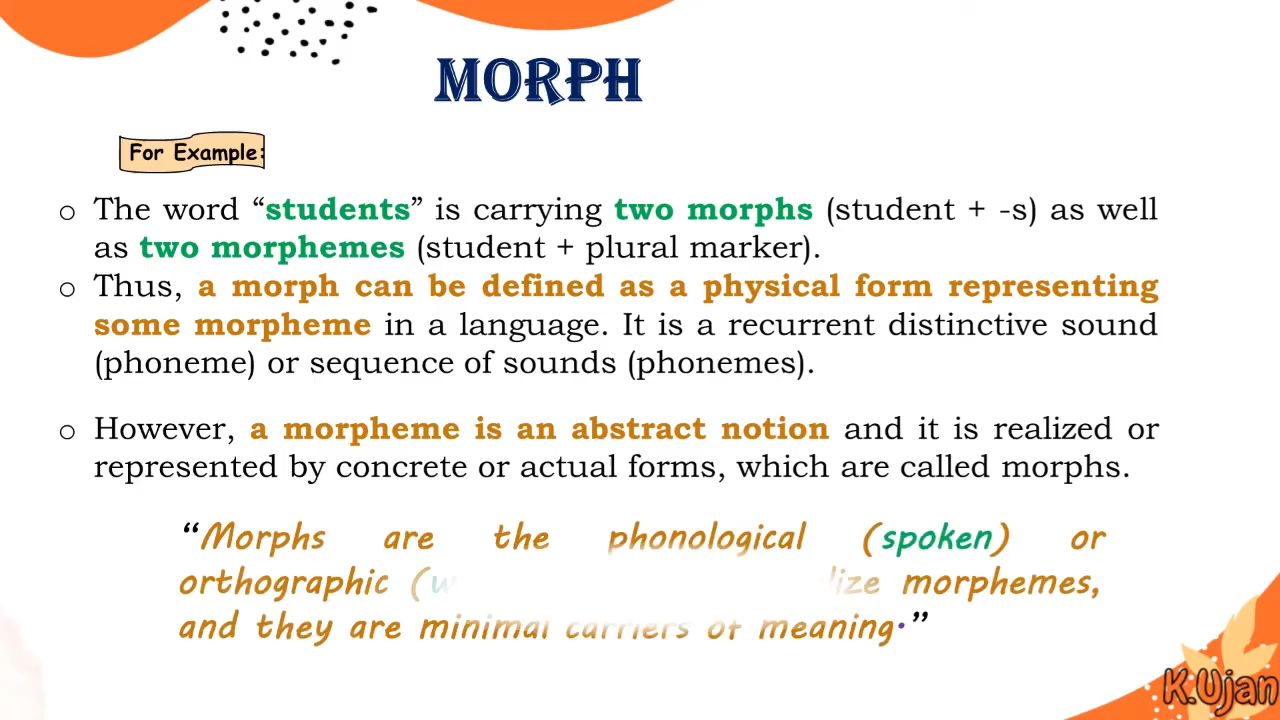 MORPH
For Example:
o The word “students” is carrying two morphs (student + -s) as well
as two morphemes (student + plural marker).
o Thus, a morph can be defined as a physical form representing
some morpheme in a language. It is a recurrent distinctive sound
(phoneme) or sequence of sounds (phonemes).
o However, a morpheme is an abstract notion and it is realized or
represented by concrete or actual forms, which are called morphs.
“Morphs are the phonological (spoken) or
orthographic ( morphemes,
and they are minimal carriers of meaning.”
K.Ujan